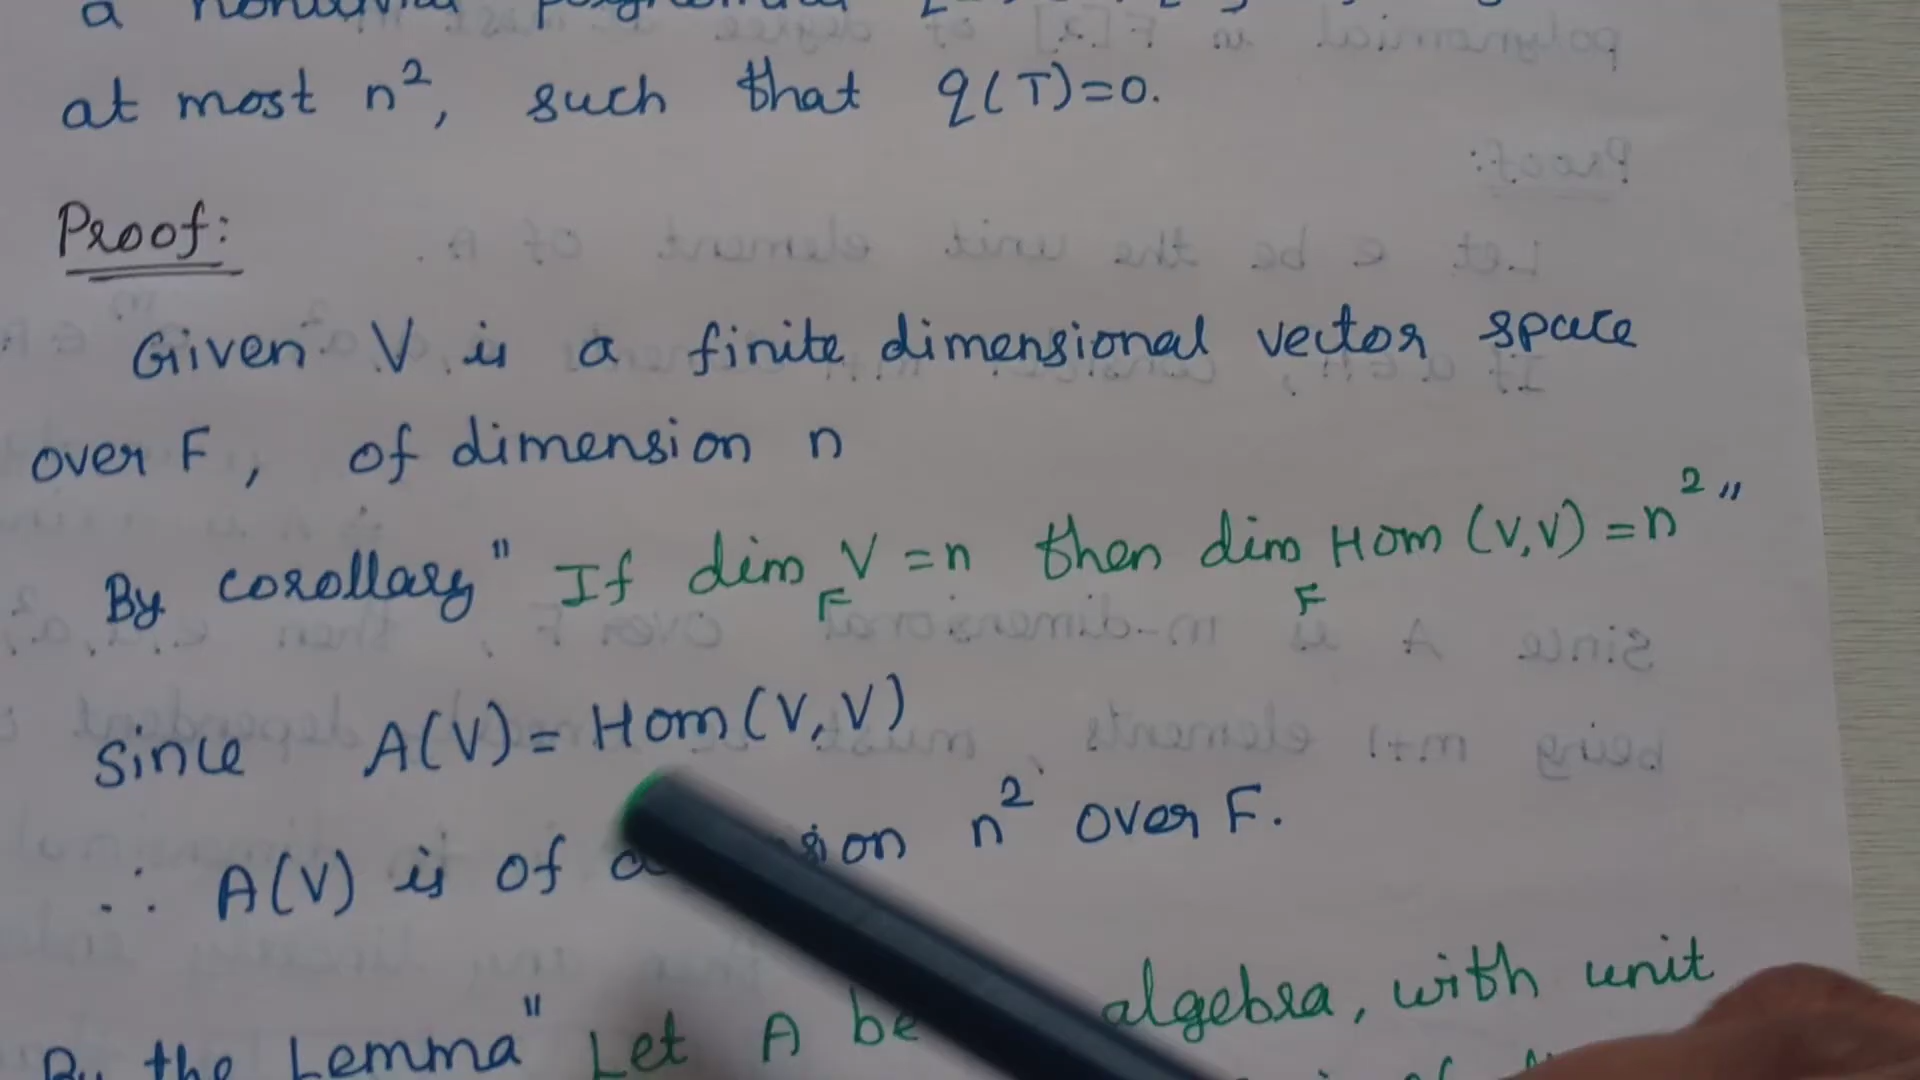 a
at most n², such that q(T)=0.
Proof:
Given V is a finite dimensional vector space
over F, of dimension n
By corollary " If dim_F V = n then dim_F Hom (V,V) = n² "
since A(V) = Hom (V, V)
∴ A(V) is of n² over F.
By the Lemma " Let A be algebra, with unit